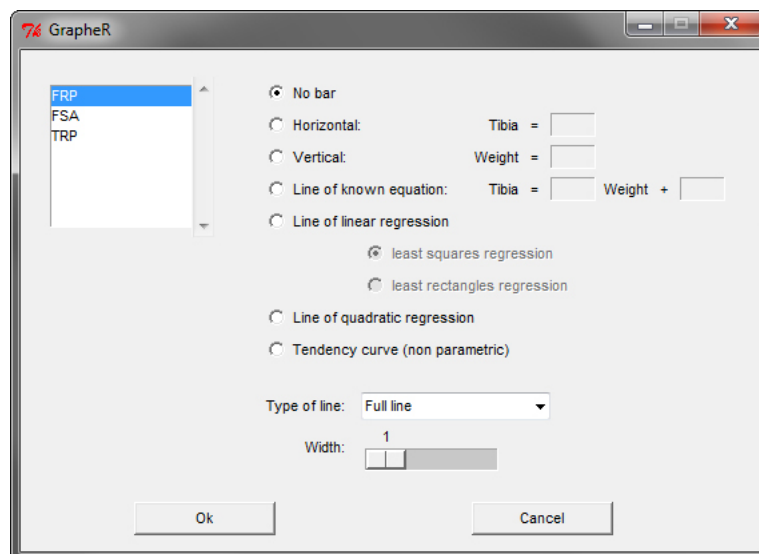 GrapheR
FRP
FSA
TRP
No bar
Horizontal: Tibia =
Vertical: Weight =
Line of known equation: Tibia = Weight +
Line of linear regression
least squares regression
least rectangles regression
Line of quadratic regression
Tendency curve (non parametric)
Type of line: Full line
1
Width:
Ok Cancel